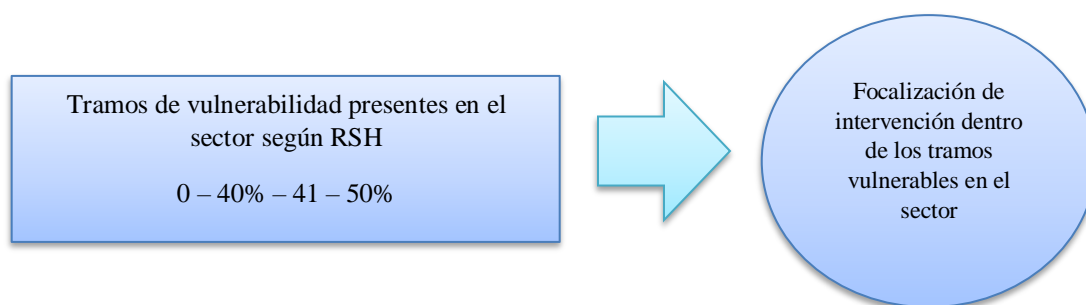 Tramos de vulnerabilidad presentes en el
sector según RSH
0 – 40% – 41 – 50%
Focalización de
intervención dentro
de los tramos
vulnerables en el
sector